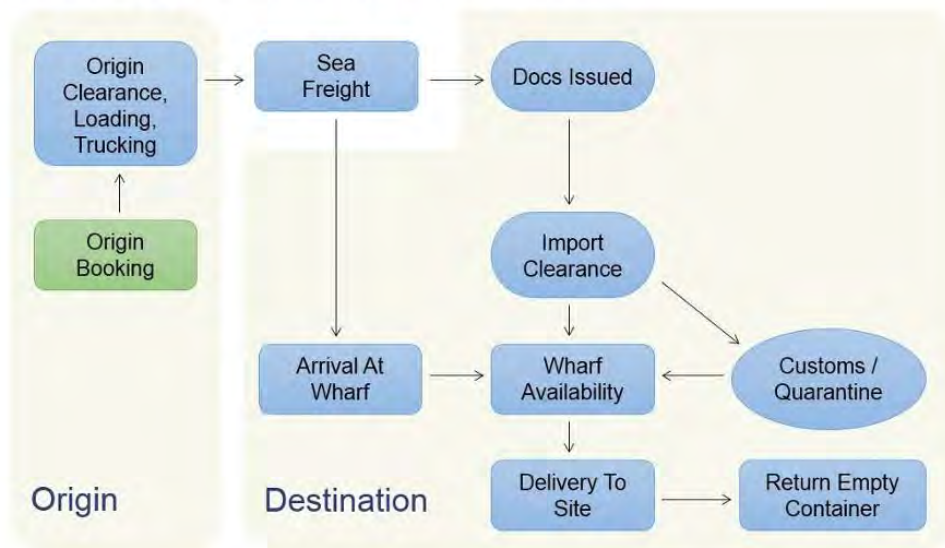 Origin
Clearance,
Loading,
Trucking
Sea
Freight
Docs Issued
Origin
Booking
Import
Clearance
Arrival At
Wharf
Wharf
Availability
Customs /
Quarantine
Delivery To
Site
Return Empty
Container
Origin
Destination